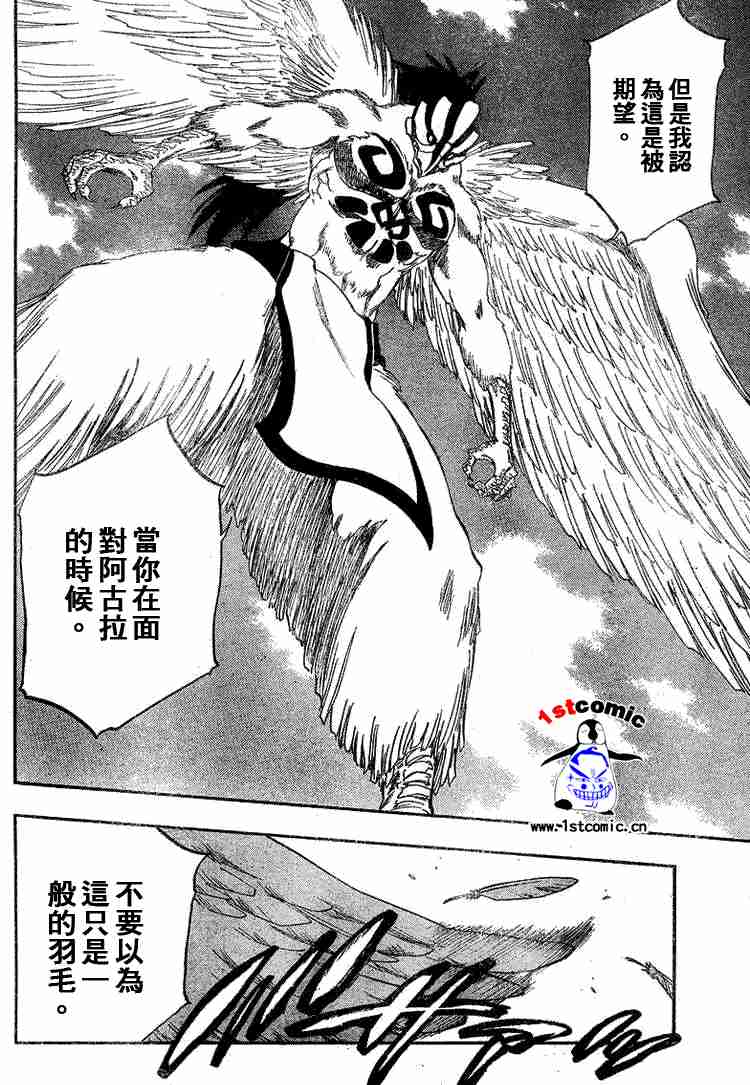 但是我認
為這是被
期望。
當你在面
對阿古拉
的時候。
1stcomic
www.1stcomic.cn
不要以為
這只是一
般的羽毛。